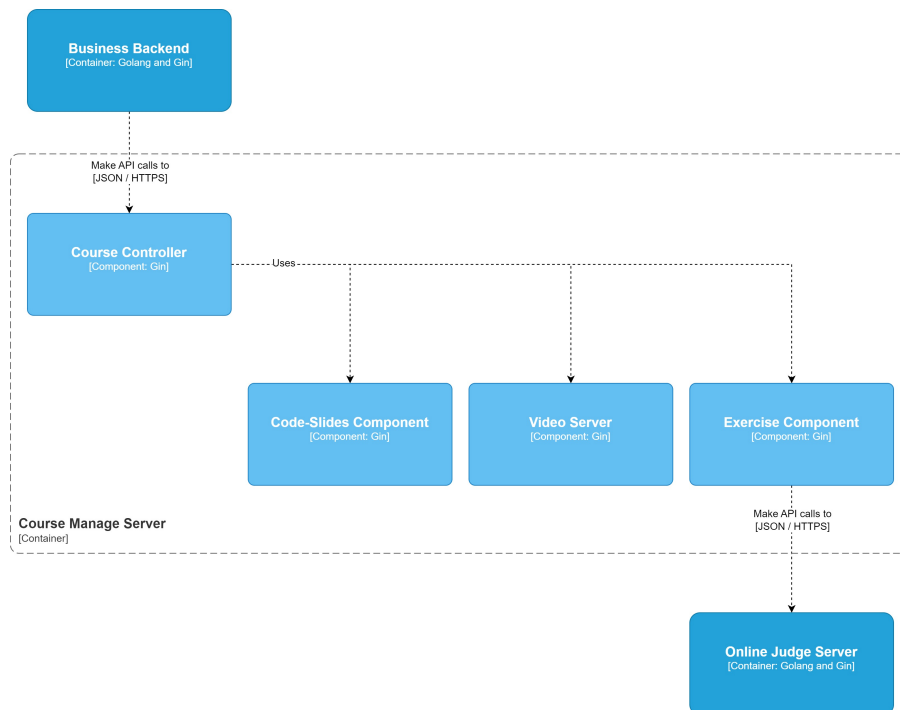 Business Backend
[Container: Golang and Gin]
Make API calls to
[JSON / HTTPS]
Course Controller
[Component: Gin]
Uses
Code-Slides Component
[Component: Gin]
Video Server
[Component: Gin]
Exercise Component
[Component: Gin]
Make API calls to
[JSON / HTTPS]
Course Manage Server
[Container]
Online Judge Server
[Container: Golang and Gin]